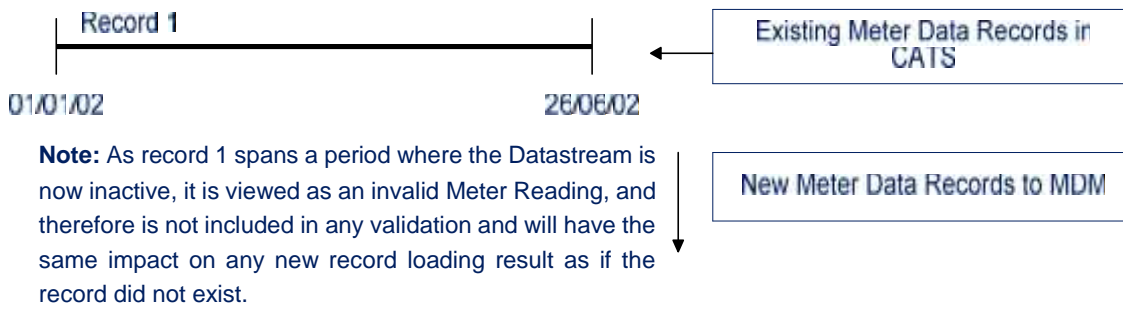 Record 1
Existing Meter Data Records in
CATS
01/01/02
26/06/02
Note: As record 1 spans a period where the Datastream is
now inactive, it is viewed as an invalid Meter Reading, and
therefore is not included in any validation and will have the
same impact on any new record loading result as if the
record did not exist.
New Meter Data Records to MDM